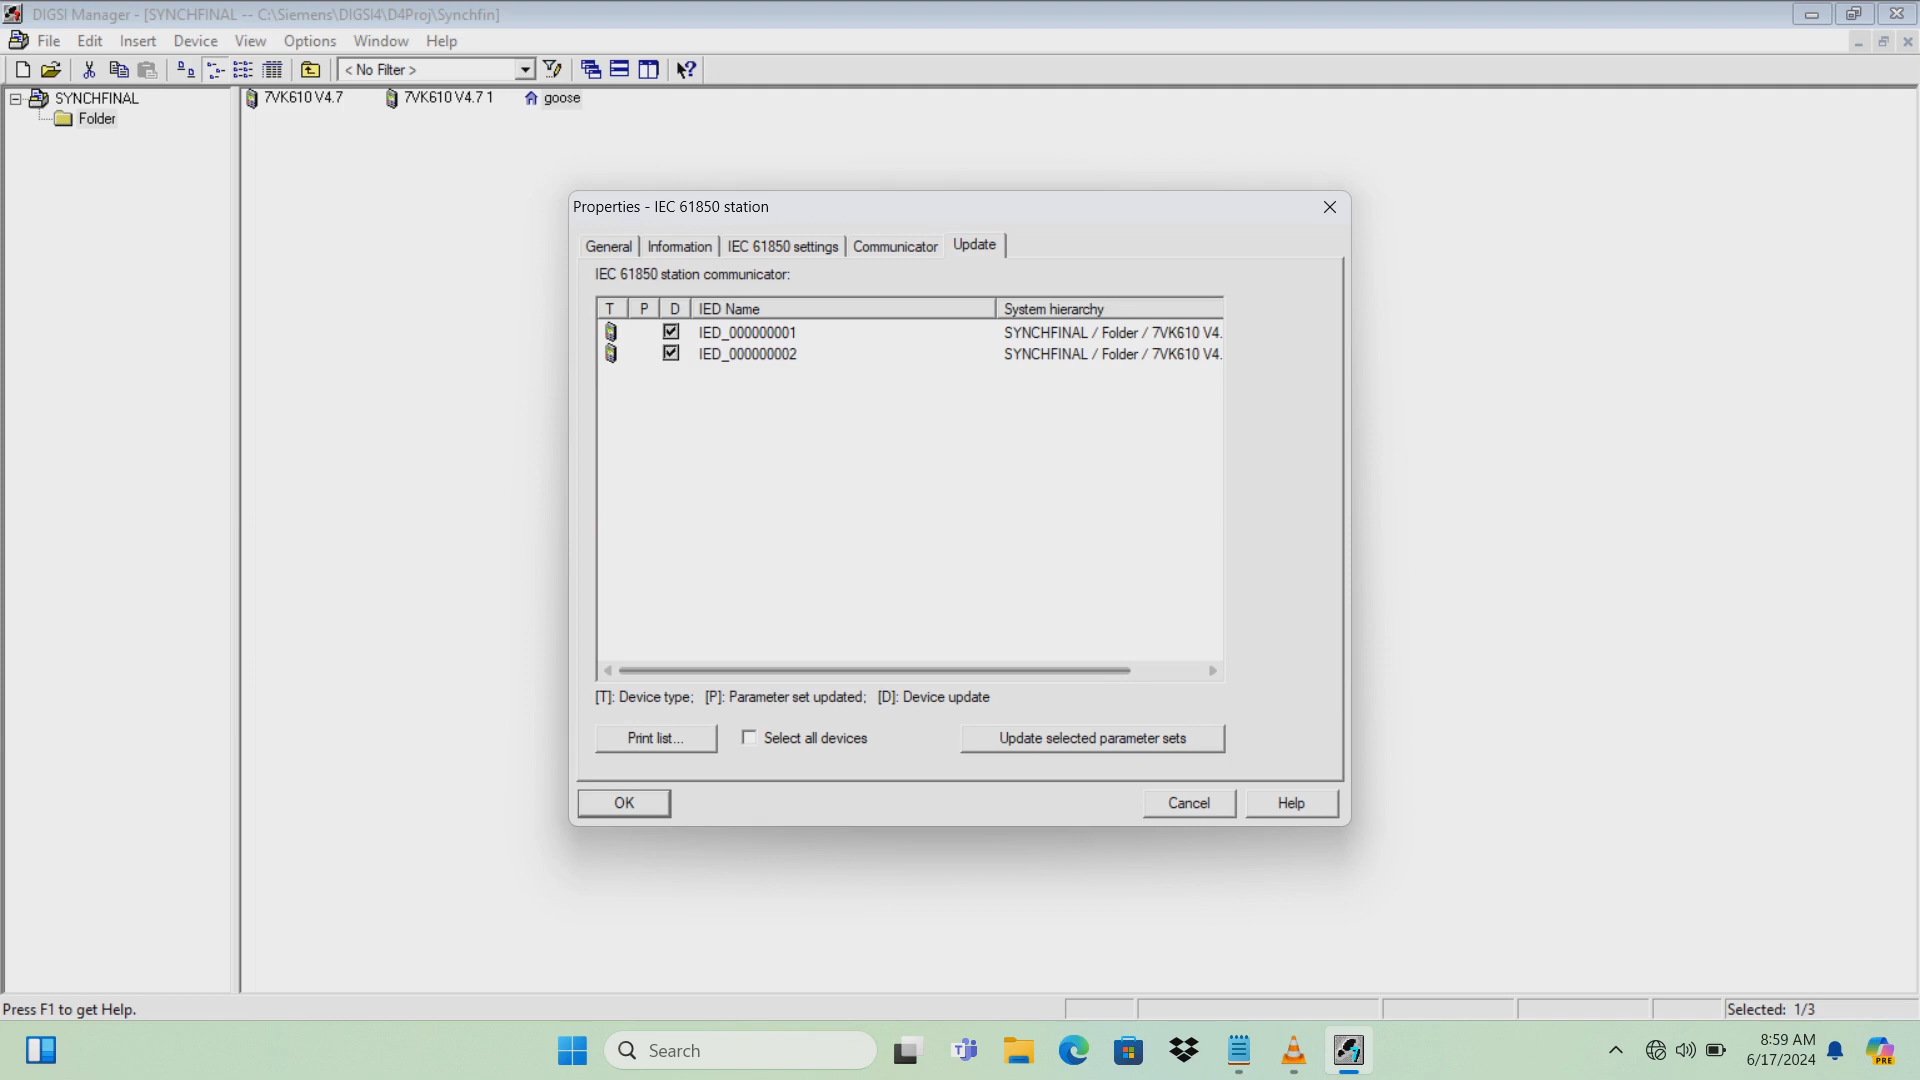 DIGSI Manager - [SYNCHFINAL -- C:\Siemens\DIGSI4\D4Proj\Synchfin]
File Edit Insert Device View Options Window Help
< No Filter >
SYNCHFINAL
Folder
7VK610 V4.7 7VK610 V4.7 1 goose
Properties - IEC 61850 station
General Information IEC 61850 settings Communicator Update
IEC 61850 station communicator:
T P D IED Name System hierarchy
IED_000000001 SYNCHFINAL / Folder / 7VK610 V4.
IED_000000002 SYNCHFINAL / Folder / 7VK610 V4.
[T]: Device type; [P]: Parameter set updated; [D]: Device update
Print list... Select all devices Update selected parameter sets
OK Cancel Help
Press F1 to get Help.
Selected: 1/3
Search
8:59 AM
6/17/2024
PRE